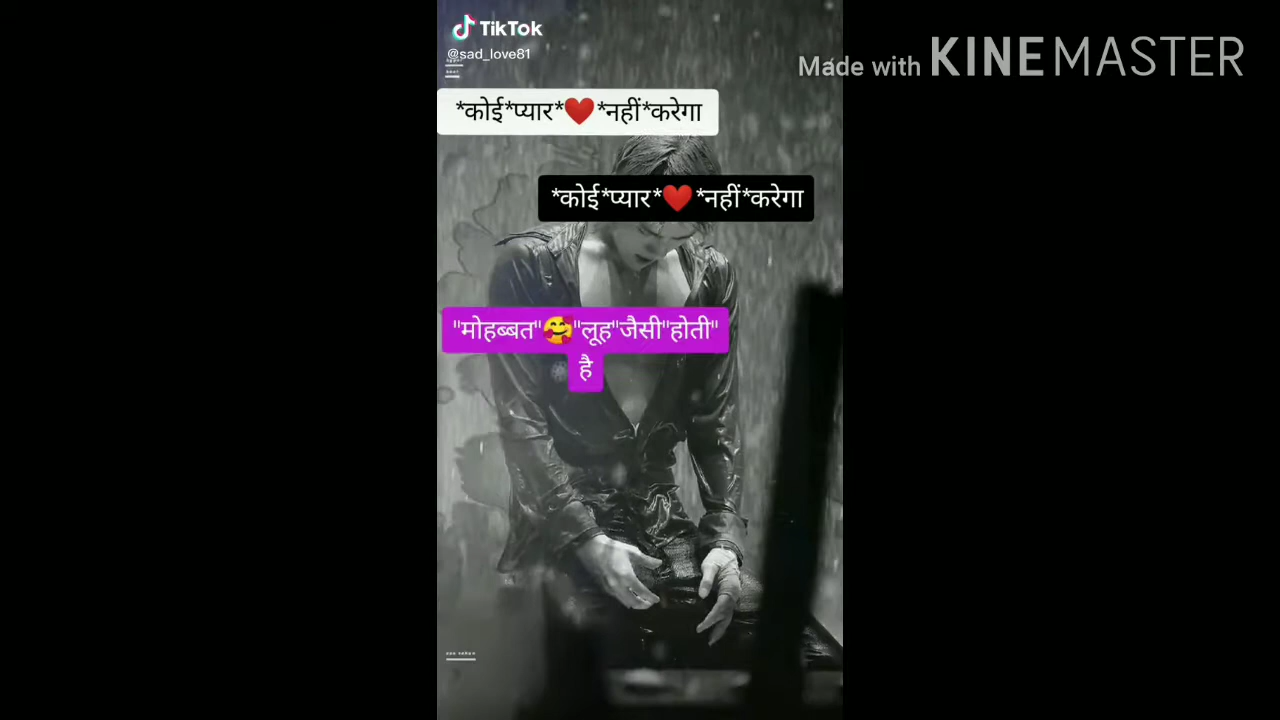 TikTok
@sad_love81
Made with KINEMASTER
*कोई*प्यार*❤️*नहीं*करेगा
*कोई*प्यार*❤️*नहीं*करेगा
"मोहब्बत"🥰"लूह"जैसी"होती"
है